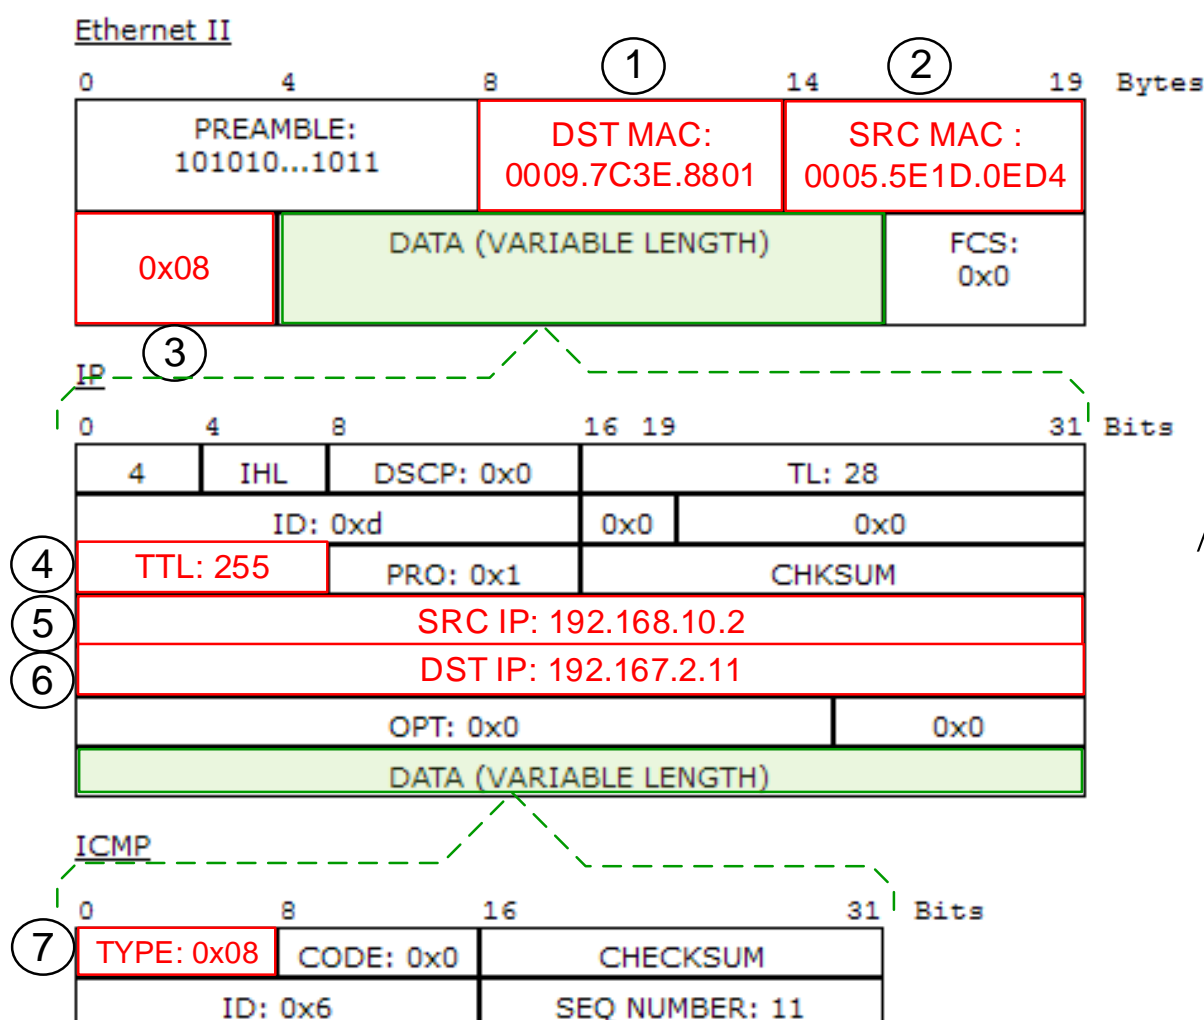 Ethernet II
1 2
0 4 8 14 19 Bytes
PREAMBLE:
101010...1011
DST MAC:
0009.7C3E.8801
SRC MAC :
0005.5E1D.0ED4
0x08
DATA (VARIABLE LENGTH)
FCS:
0x0
3
IP
0 4 8 16 19 31 Bits
4 IHL DSCP: 0x0 TL: 28
ID: 0xd 0x0 0x0
4 TTL: 255 PRO: 0x1 CHKSUM
5 SRC IP: 192.168.10.2
6 DST IP: 192.167.2.11
OPT: 0x0 0x0
DATA (VARIABLE LENGTH)
ICMP
0 8 16 31 Bits
7 TYPE: 0x08 CODE: 0x0 CHECKSUM
ID: 0x6 SEQ NUMBER: 11